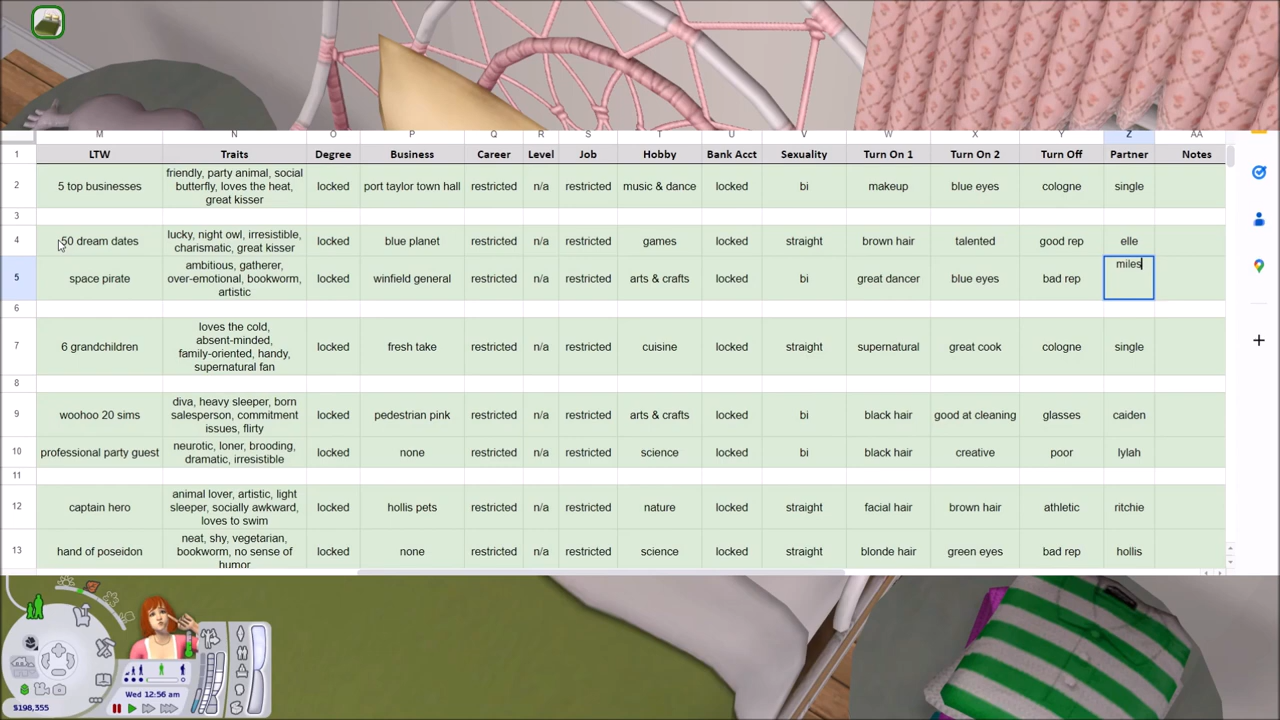 M N O P Q R S T U V W X Y Z AA
1 LTW Traits Degree Business Career Level Job Hobby Bank Acct Sexuality Turn On 1 Turn On 2 Turn Off Partner Notes
friendly, party animal, social
2 5 top businesses butterfly, loves the heat, locked port taylor town hall restricted n/a restricted music & dance locked bi makeup blue eyes cologne single
great kisser
3
lucky, night owl, irresistible,
4 50 dream dates locked blue planet restricted n/a restricted games locked straight brown hair talented good rep elle
charismatic, great kisser
ambitious, gatherer, miles
5 space pirate over-emotional, bookworm, locked winfield general restricted n/a restricted arts & crafts locked bi great dancer blue eyes bad rep
artistic
6
loves the cold,
absent-minded,
7 6 grandchildren family-oriented, handy, locked fresh take restricted n/a restricted cuisine locked straight supernatural great cook cologne single
supernatural fan
8
diva, heavy sleeper, born
9 woohoo 20 sims salesperson, commitment locked pedestrian pink restricted n/a restricted arts & crafts locked bi black hair good at cleaning glasses caiden
issues, flirty
neurotic, loner, brooding,
10 professional party guest locked none restricted n/a restricted science locked bi black hair creative poor lylah
dramatic, irresistible
11
animal lover, artistic, light
12 captain hero sleeper, socially awkward, locked hollis pets restricted n/a restricted nature locked straight facial hair brown hair athletic ritchie
loves to swim
neat, shy, vegetarian,
13 hand of poseidon bookworm, no sense of locked none restricted n/a restricted science locked straight blonde hair green eyes bad rep hollis
humor
Wed 12:56 am
$198,355